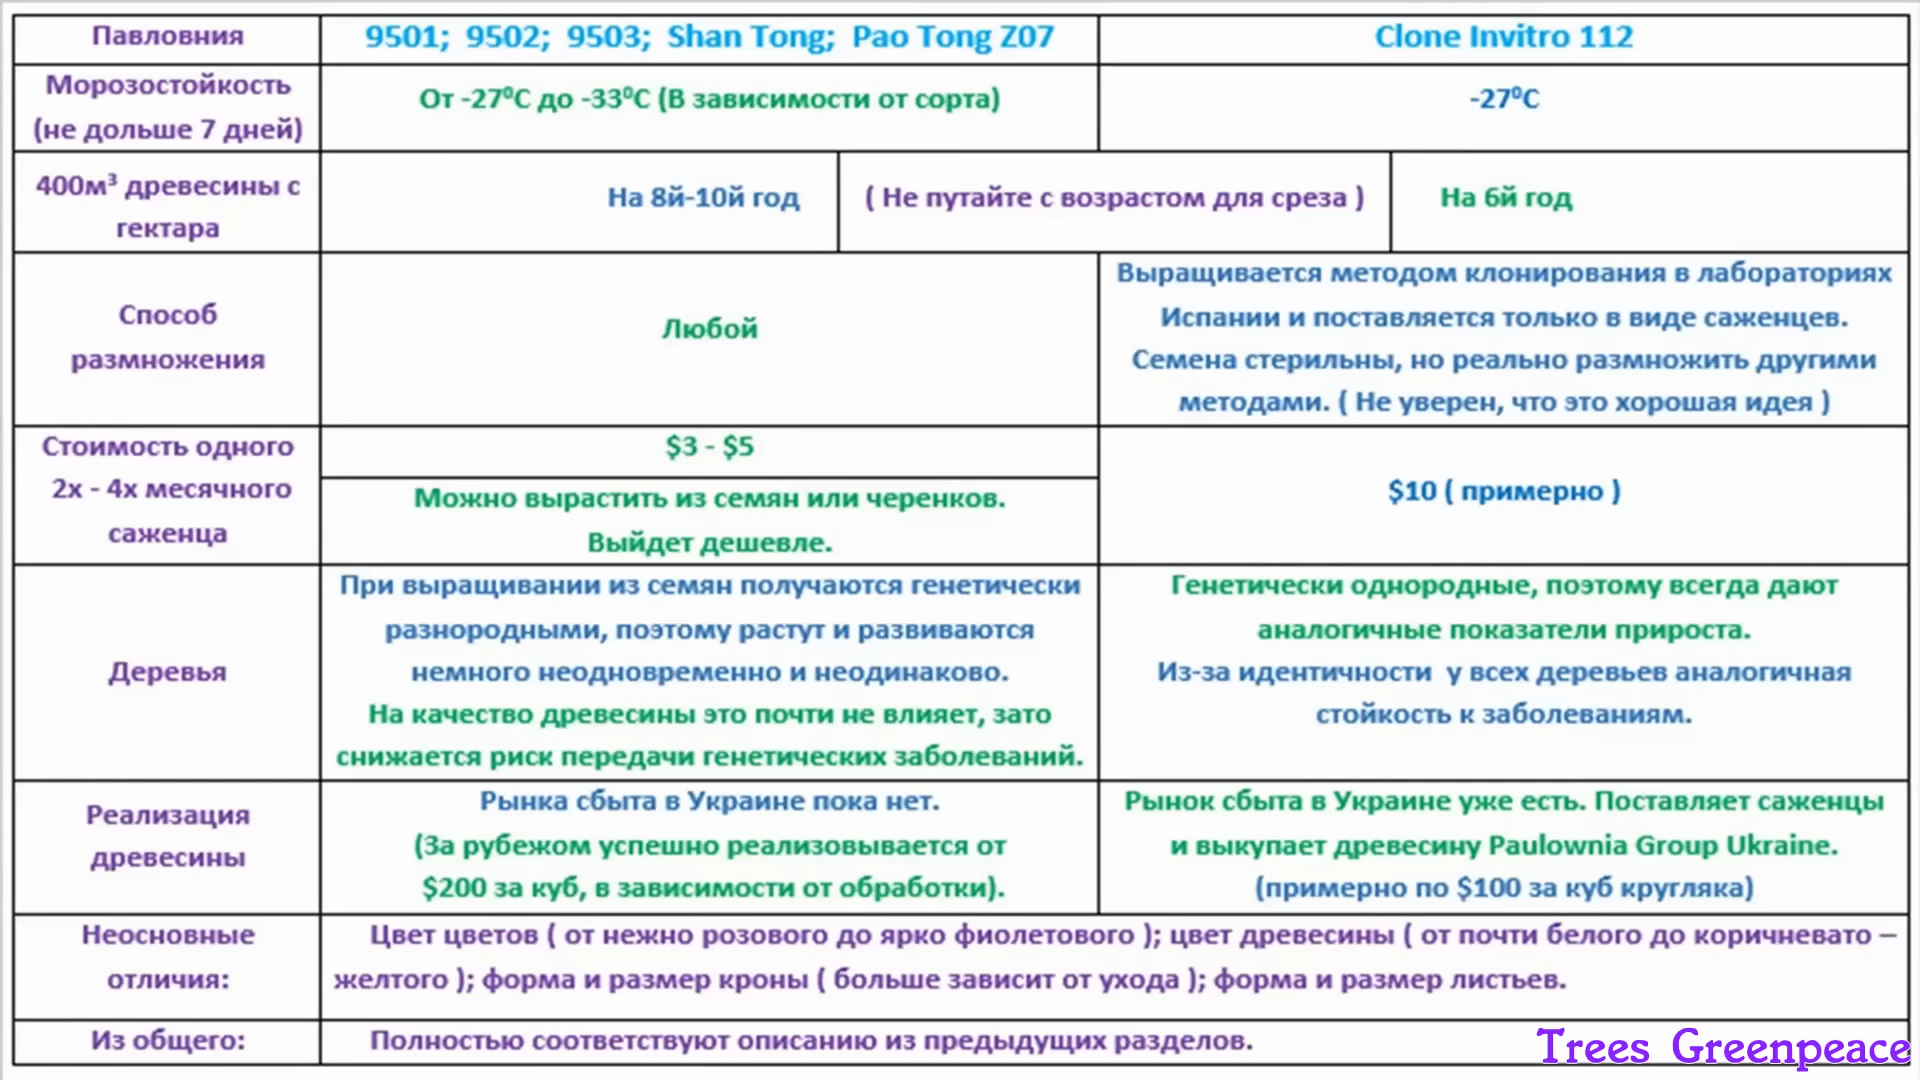 Павловния
9501; 9502; 9503; Shan Tong; Pao Tong Z07
Clone Invitro 112
Морозостойкость
(не дольше 7 дней)
От -27⁰С до -33⁰С (В зависимости от сорта)
-27⁰С
400м³ древесины с
гектара
На 8й-10й год
( Не путайте с возрастом для среза )
На 6й год
Способ
размножения
Любой
Выращивается методом клонирования в лабораториях
Испании и поставляется только в виде саженцев.
Семена стерильны, но реально размножить другими
методами. ( Не уверен, что это хорошая идея )
Стоимость одного
2х - 4х месячного
саженца
$3 - $5
Можно вырастить из семян или черенков.
Выйдет дешевле.
$10 ( примерно )
Деревья
При выращивании из семян получаются генетически
разнородными, поэтому растут и развиваются
немного неодновременно и неодинаково.
На качество древесины это почти не влияет, зато
снижается риск передачи генетических заболеваний.
Генетически однородные, поэтому всегда дают
аналогичные показатели прироста.
Из-за идентичности у всех деревьев аналогичная
стойкость к заболеваниям.
Реализация
древесины
Рынка сбыта в Украине пока нет.
(За рубежом успешно реализовывается от
$200 за куб, в зависимости от обработки).
Рынок сбыта в Украине уже есть. Поставляет саженцы
и выкупает древесину Paulownia Group Ukraine.
(примерно по $100 за куб кругляка)
Неосновные
отличия:
Цвет цветов ( от нежно розового до ярко фиолетового ); цвет древесины ( от почти белого до коричневато –
желтого ); форма и размер кроны ( больше зависит от ухода ); форма и размер листьев.
Из общего:
Полностью соответствуют описанию из предыдущих разделов.
Trees Greenpeace